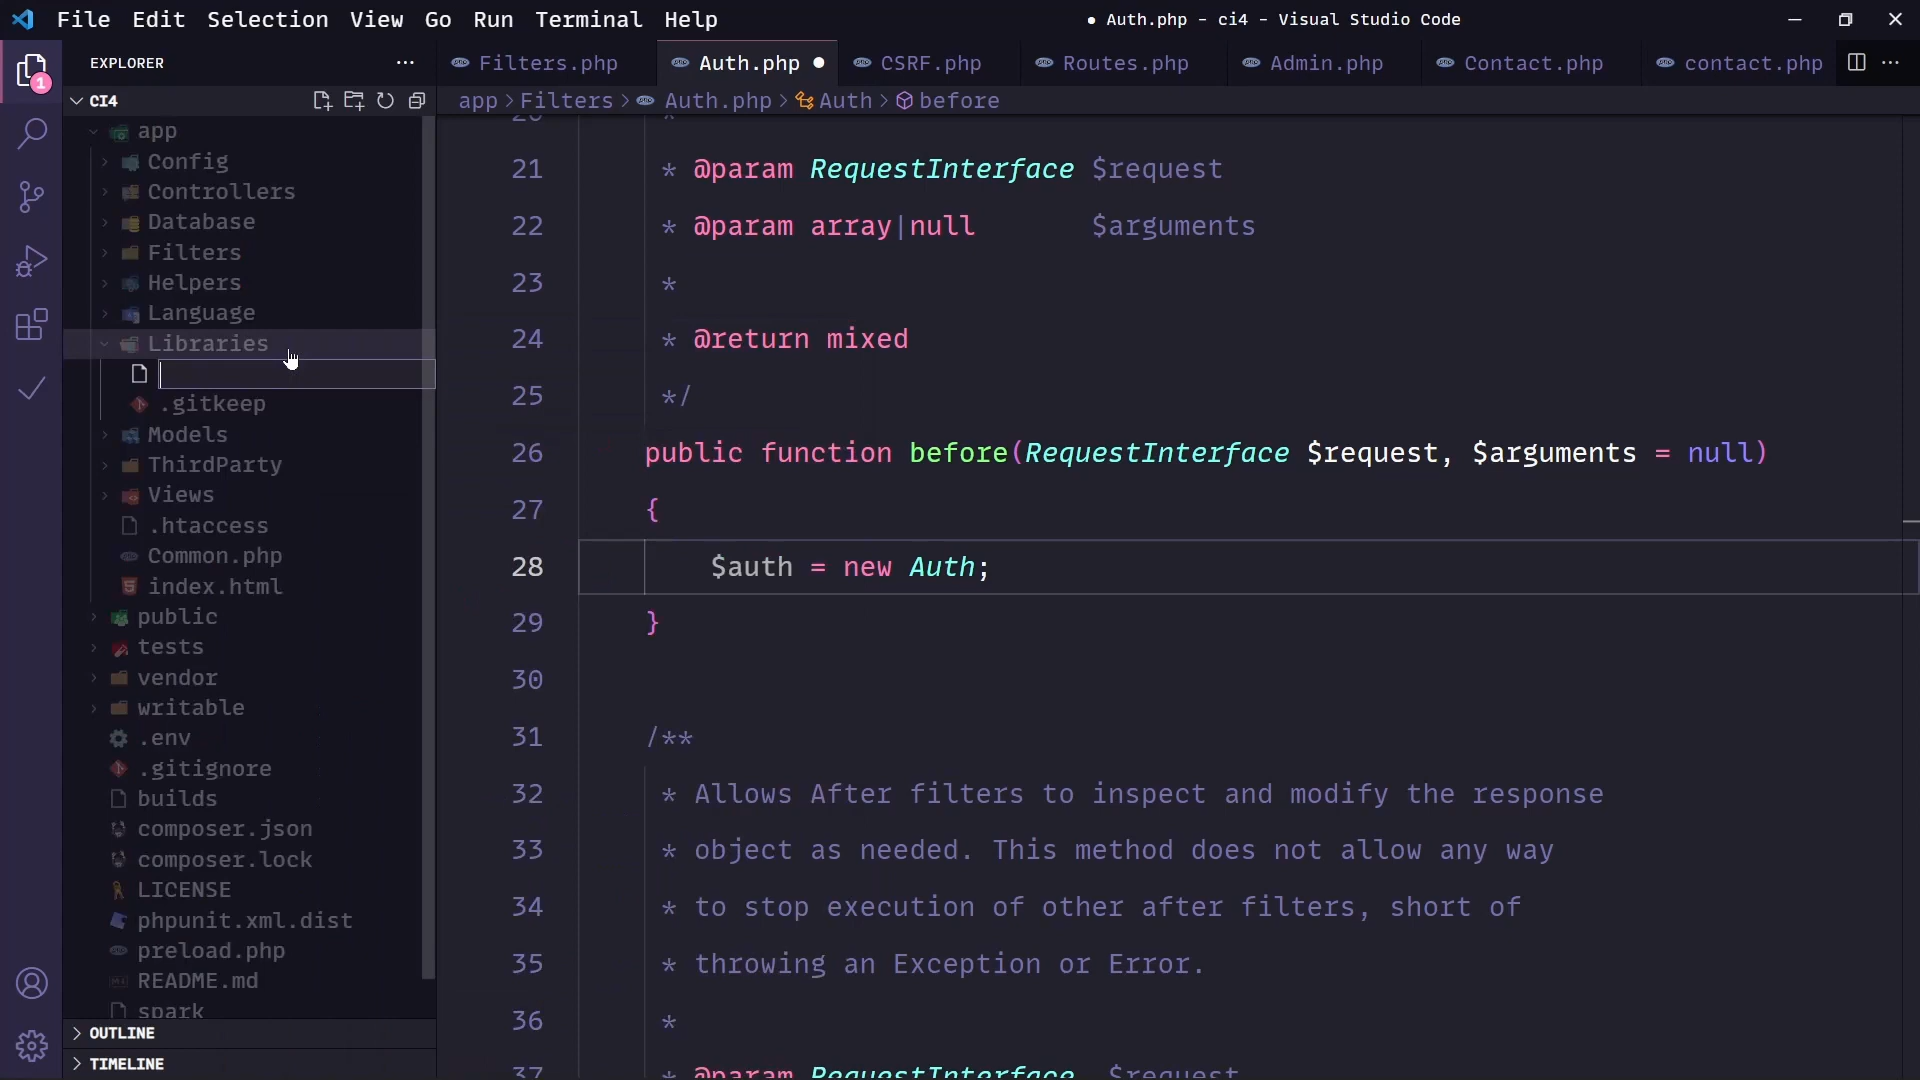 File Edit Selection View Go Run Terminal Help
● Auth.php - ci4 - Visual Studio Code
EXPLORER
Filters.php
Auth.php
CSRF.php
Routes.php
Admin.php
Contact.php
contact.php
CI4
app > Filters > Auth.php > Auth > before
app
Config
Controllers
Database
Filters
Helpers
Language
Libraries
.gitkeep
Models
ThirdParty
Views
.htaccess
Common.php
index.html
public
tests
vendor
writable
.env
.gitignore
builds
composer.json
composer.lock
LICENSE
phpunit.xml.dist
preload.php
README.md
spark
OUTLINE
TIMELINE
1
20 *
21 * @param RequestInterface $request
22 * @param array|null $arguments
23 *
24 * @return mixed
25 */
26 public function before(RequestInterface $request, $arguments = null)
27 {
28 $auth = new Auth;
29 }
30
31 /**
32 * Allows After filters to inspect and modify the response
33 * object as needed. This method does not allow any way
34 * to stop execution of other after filters, short of
35 * throwing an Exception or Error.
36 *
37 * @param RequestInterface $request